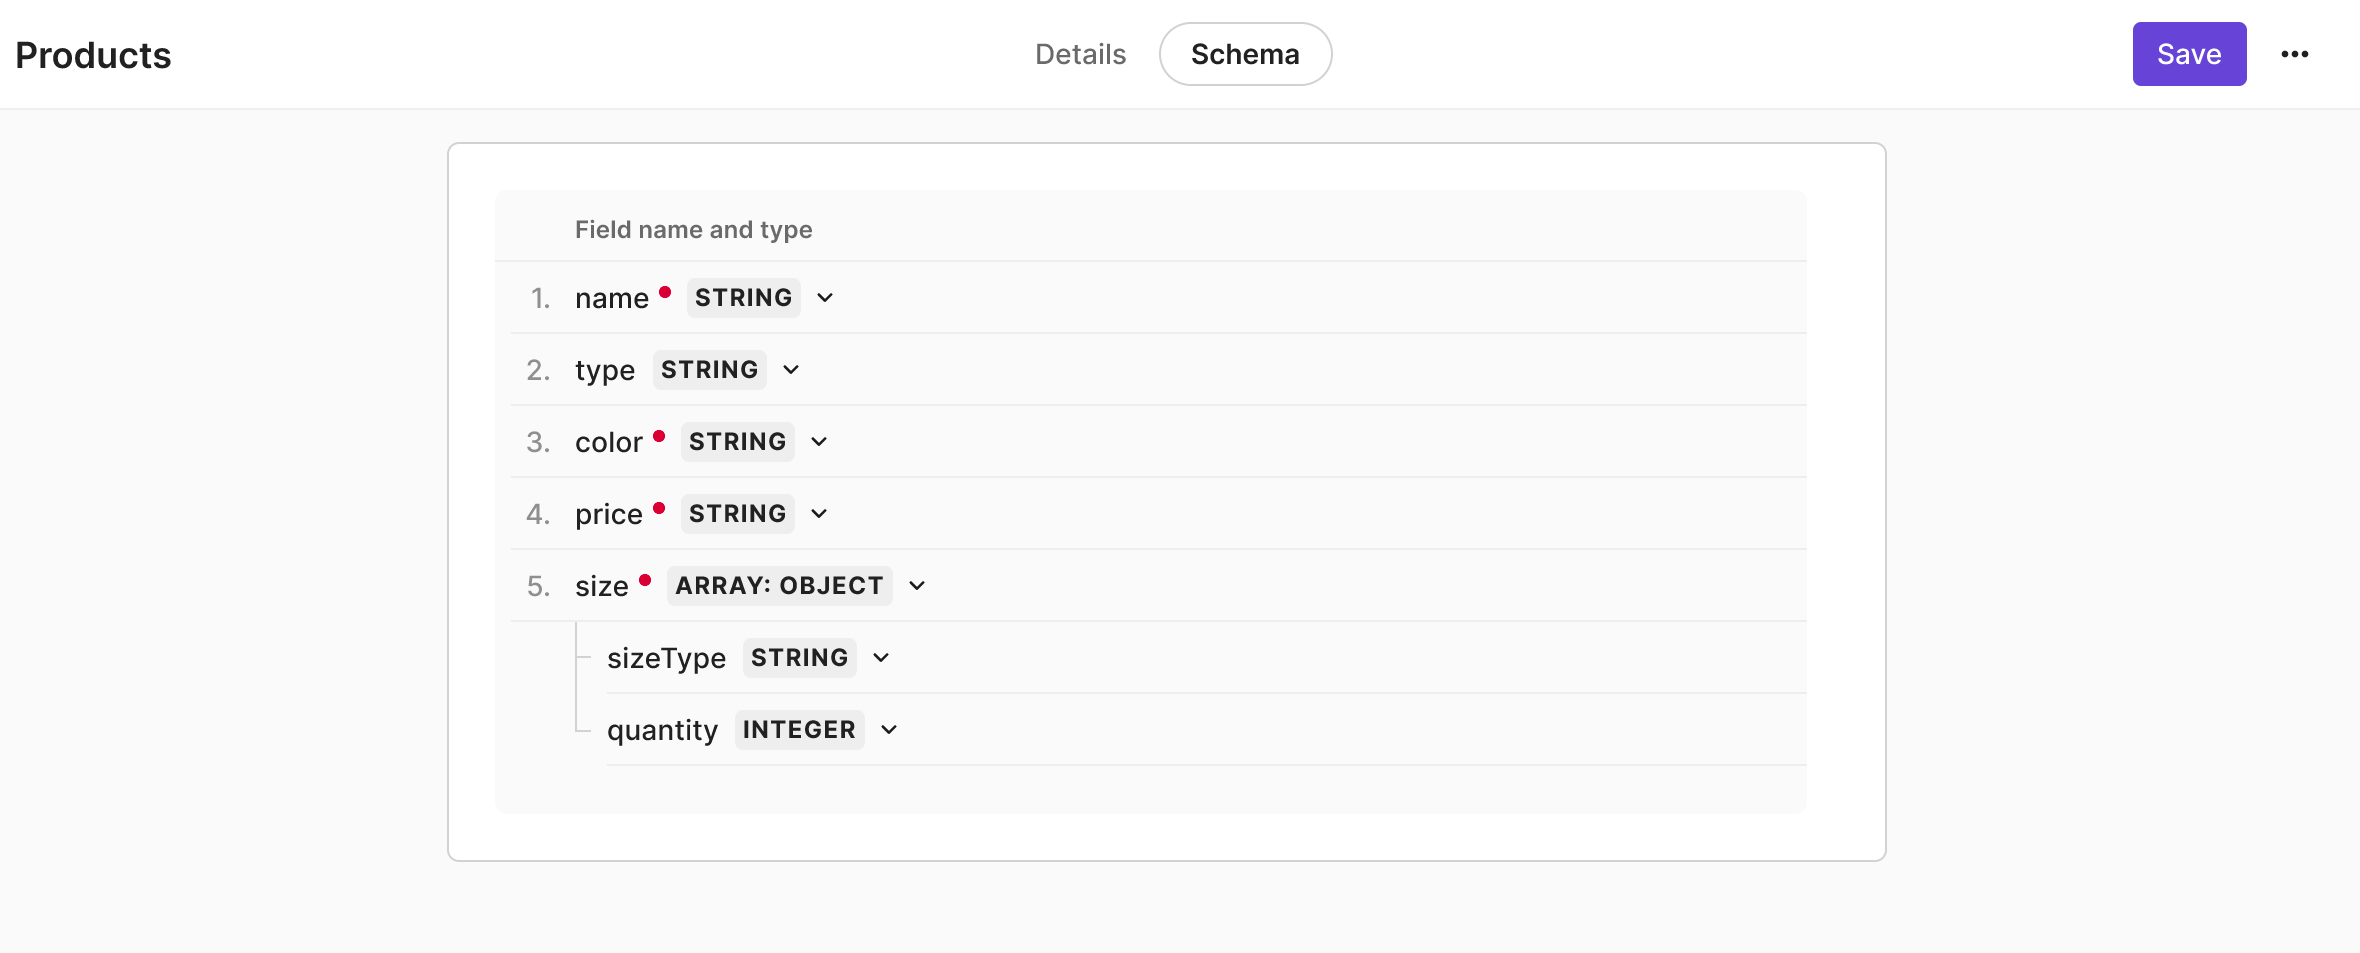 Products
Details
Schema
Save
Field name and type
1. name STRING
2. type STRING
3. color STRING
4. price STRING
5. size ARRAY: OBJECT
sizeType STRING
quantity INTEGER